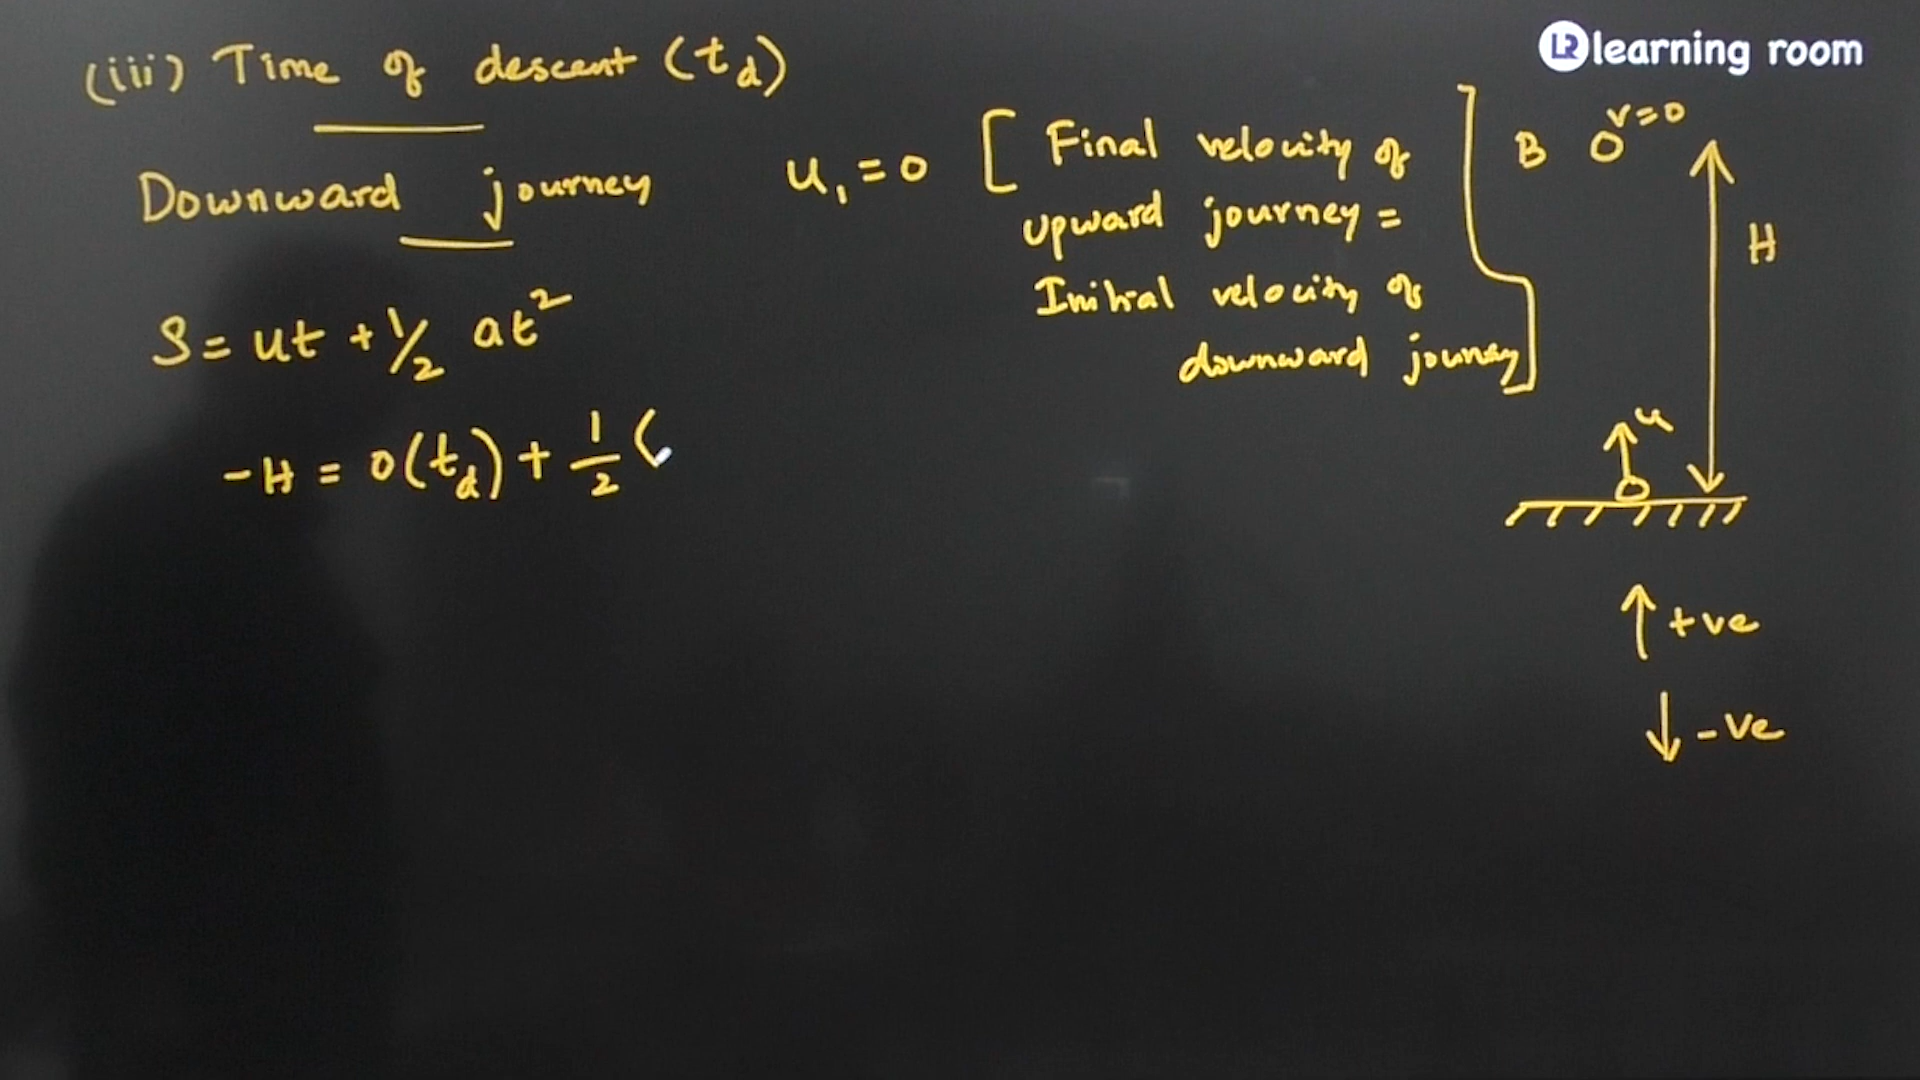 learning room
(iii) Time of descent (td)
Downward journey
u₁ = 0
[ Final velocity of
upward journey =
Initial velocity of
downward journey ]
S = ut + 1/2 at²
-H = 0(td) + 1/2 (
B
v=0
H
u
+ve
-ve